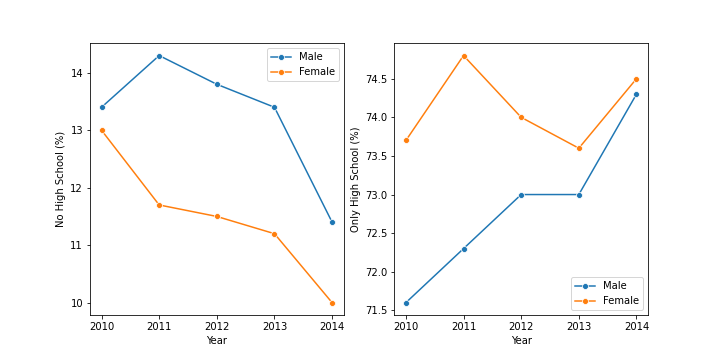 No High School (%)
14
13
12
11
10
Male
Female
2010 2011 2012 2013 2014
Year
Only High School (%)
74.5
74.0
73.5
73.0
72.5
72.0
71.5
Male
Female
2010 2011 2012 2013 2014
Year